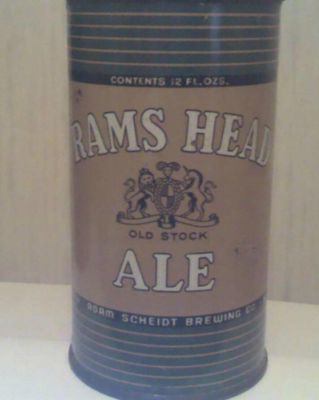 CONTENTS 12 FL. OZS.
RAMS HEAD
OLD STOCK
ALE
ADAM SCHEIDT BREWING CO.